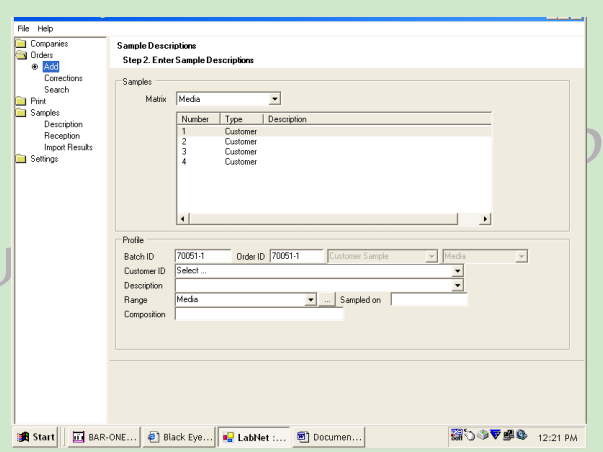 File Help
Companies
Orders
Add
Corrections
Search
Print
Samples
Description
Reception
Import Results
Settings
Sample Descriptions
Step 2. Enter Sample Descriptions
Samples
Matrix Media
Number Type Description
1 Customer
2 Customer
3 Customer
4 Customer
Profile
Batch ID 70051-1 Order ID 70051-1 Customer Sample Media
Customer ID Select ...
Description
Range Media ... Sampled on
Composition
Start BAR-ONE... Black Eye... LabNet :... Documen... 12:21 PM